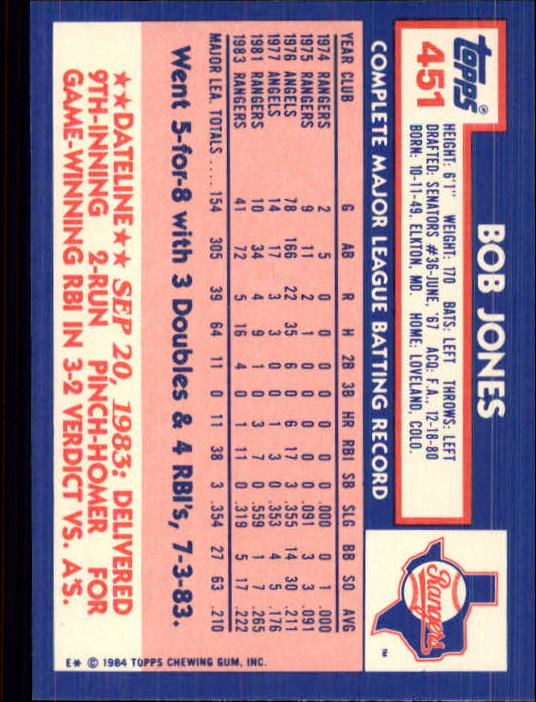 topps®
451
BOB JONES
HEIGHT: 6'1" WEIGHT: 170 BATS: LEFT THROWS: LEFT
DRAFTED: SENATORS #36-JUNE, '67 ACQ: F.A., 12-18-80
BORN: 10-11-49, ELKTON, MD. HOME: LOVELAND, COLO.
Rangers
TM
COMPLETE MAJOR LEAGUE BATTING RECORD
YEAR CLUB G AB R H 2B 3B HR RBI SB SLG BB SO AVG
1974 RANGERS 2 5 0 0 0 0 0 0 0 .000 0 1 .000
1975 RANGERS 9 11 2 1 0 0 0 0 0 .091 3 3 .091
1976 ANGELS 78 166 22 35 6 0 6 17 3 .355 14 30 .211
1977 ANGELS 14 17 3 3 0 0 1 3 0 .353 4 5 .176
1981 RANGERS 10 34 4 9 1 0 3 7 0 .559 1 7 .265
1983 RANGERS 41 72 5 16 4 0 1 11 0 .319 5 17 .222
MAJOR LEA. TOTALS .... 154 305 39 64 11 0 11 38 3 .354 27 63 .210
Went 5-for-8 with 3 Doubles & 4 RBI's, 7-3-83.
★★DATELINE★★ SEP 20, 1983: DELIVERED
9TH-INNING 2-RUN PINCH-HOMER FOR
GAME-WINNING RBI IN 3-2 VERDICT VS. A'S.
E* © 1984 TOPPS CHEWING GUM, INC.